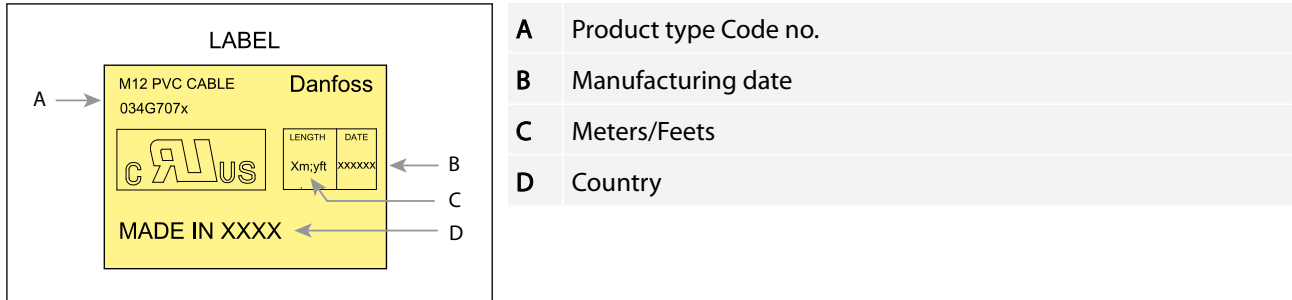 LABEL
M12 PVC CABLE
Danfoss
034G707x
A
LENGTH
DATE
c RU US
Xm;yft
xxxxxx
B
C
MADE IN XXXX
D
A Product type Code no.
B Manufacturing date
C Meters/Feets
D Country